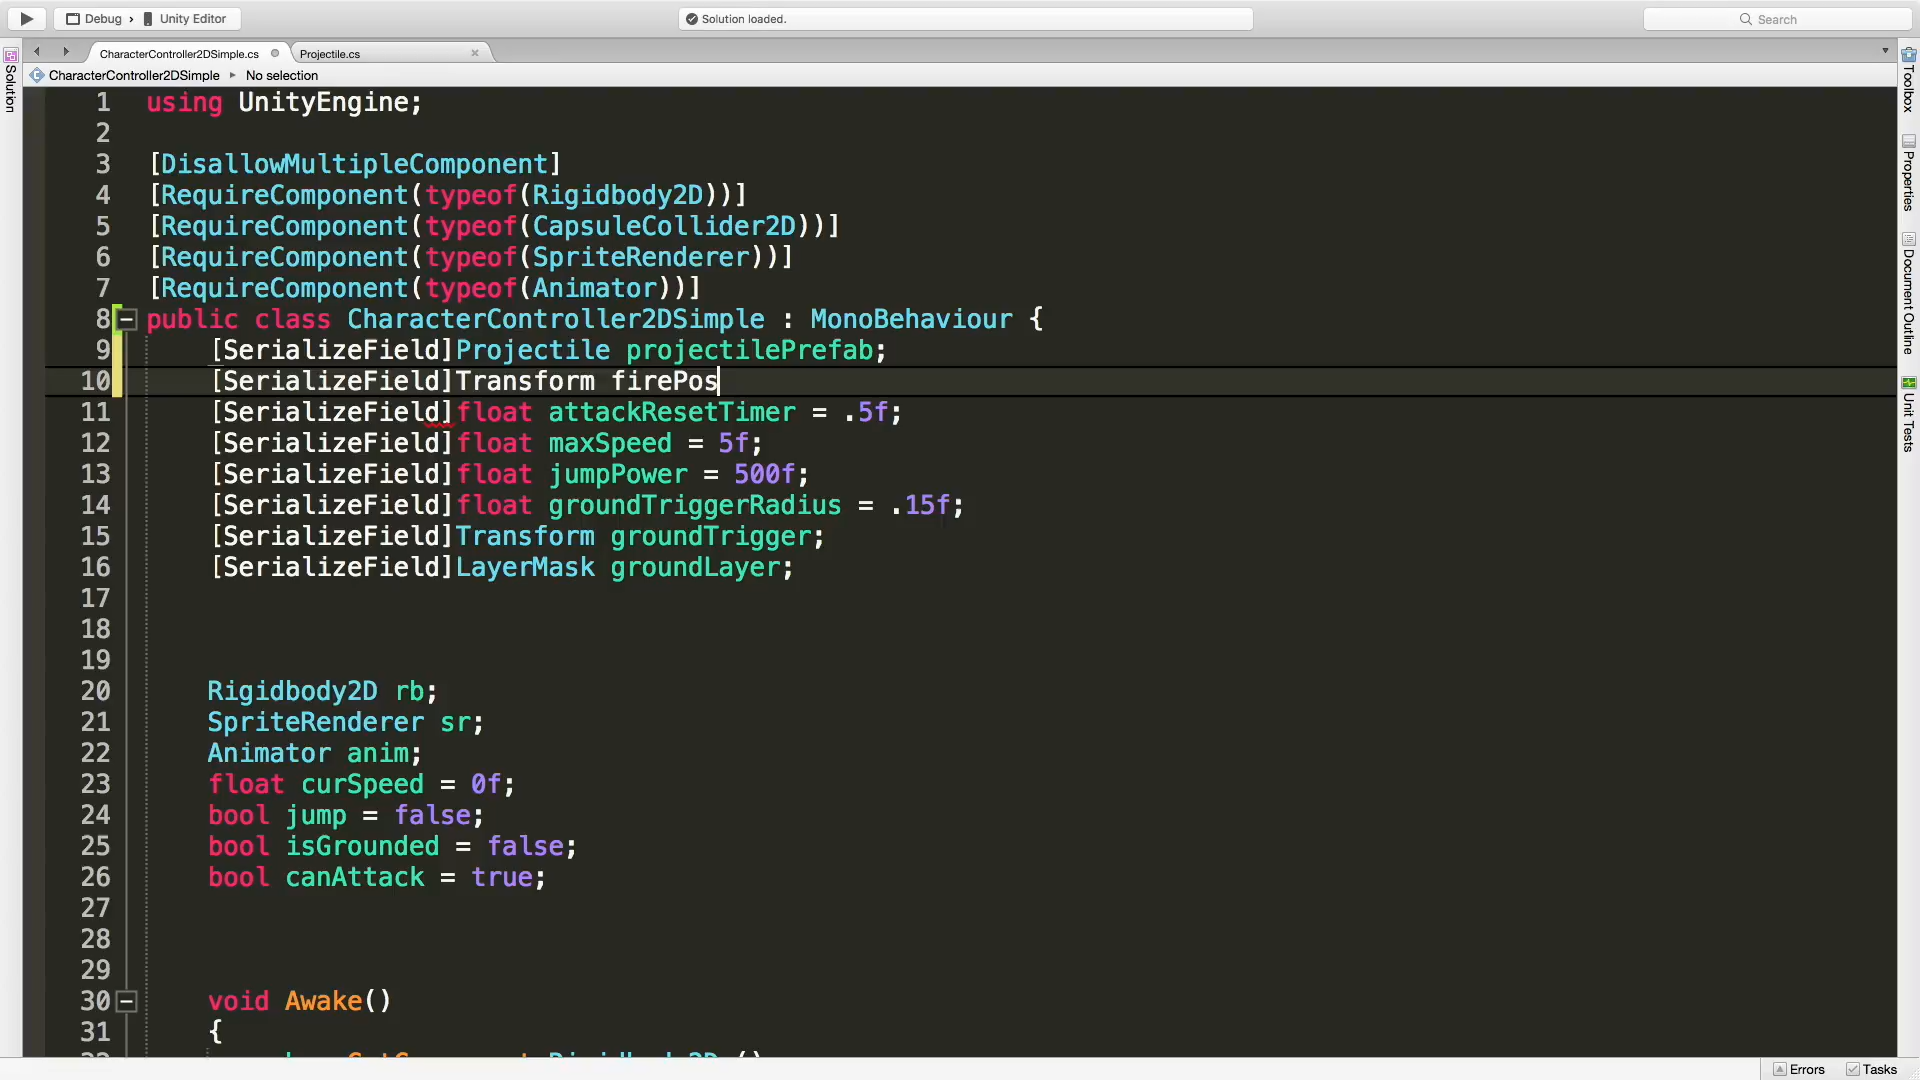 Debug › Unity Editor
Solution loaded.
Search
CharacterController2DSimple.cs
Projectile.cs
CharacterController2DSimple ▸ No selection
Solution
1 using UnityEngine;
2
3 [DisallowMultipleComponent]
4 [RequireComponent(typeof(Rigidbody2D))]
5 [RequireComponent(typeof(CapsuleCollider2D))]
6 [RequireComponent(typeof(SpriteRenderer))]
7 [RequireComponent(typeof(Animator))]
8 public class CharacterController2DSimple : MonoBehaviour {
9 [SerializeField]Projectile projectilePrefab;
10 [SerializeField]Transform firePos
11 [SerializeField]float attackResetTimer = .5f;
12 [SerializeField]float maxSpeed = 5f;
13 [SerializeField]float jumpPower = 500f;
14 [SerializeField]float groundTriggerRadius = .15f;
15 [SerializeField]Transform groundTrigger;
16 [SerializeField]LayerMask groundLayer;
17
18
19
20 Rigidbody2D rb;
21 SpriteRenderer sr;
22 Animator anim;
23 float curSpeed = 0f;
24 bool jump = false;
25 bool isGrounded = false;
26 bool canAttack = true;
27
28
29
30 void Awake()
31 {
Toolbox
Properties
Document Outline
Unit Tests
Errors
Tasks